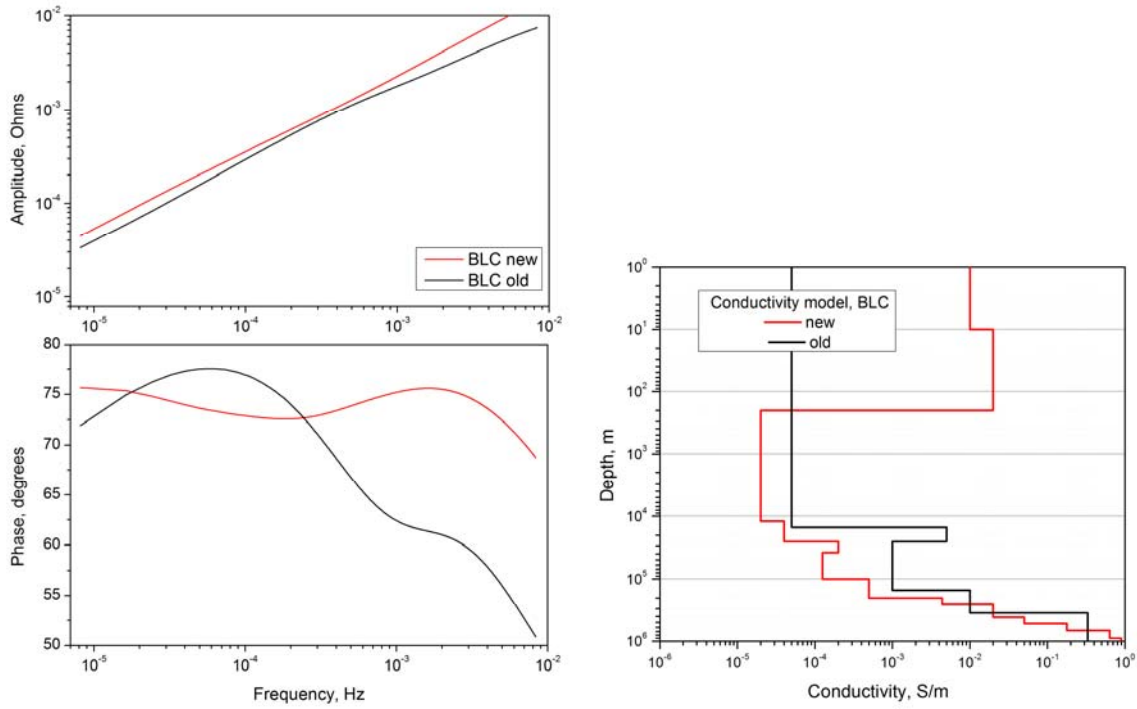 10⁻²
10⁻³
10⁻⁴
10⁻⁵
Amplitude, Ohms
BLC new
BLC old
10⁻⁵ 10⁻⁴ 10⁻³ 10⁻²
80
75
70
65
60
55
50
Phase, degrees
10⁻⁵ 10⁻⁴ 10⁻³ 10⁻²
Frequency, Hz
10⁰
10¹
10²
10³
10⁴
10⁵
10⁶
Depth, m
Conductivity model, BLC
new
old
10⁻⁶ 10⁻⁵ 10⁻⁴ 10⁻³ 10⁻² 10⁻¹ 10⁰
Conductivity, S/m